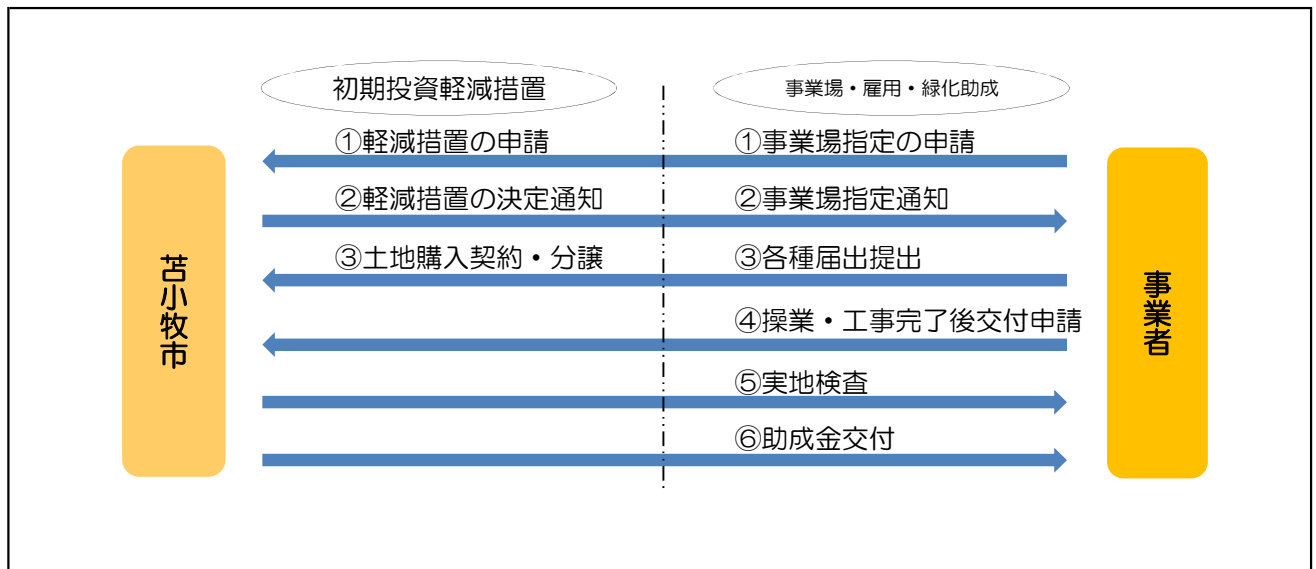 初期投資軽減措置
事業場・雇用・緑化助成
①軽減措置の申請
①事業場指定の申請
②軽減措置の決定通知
②事業場指定通知
③土地購入契約・分譲
③各種届出提出
④操業・工事完了後交付申請
⑤実地検査
⑥助成金交付
苫小牧市
事業者